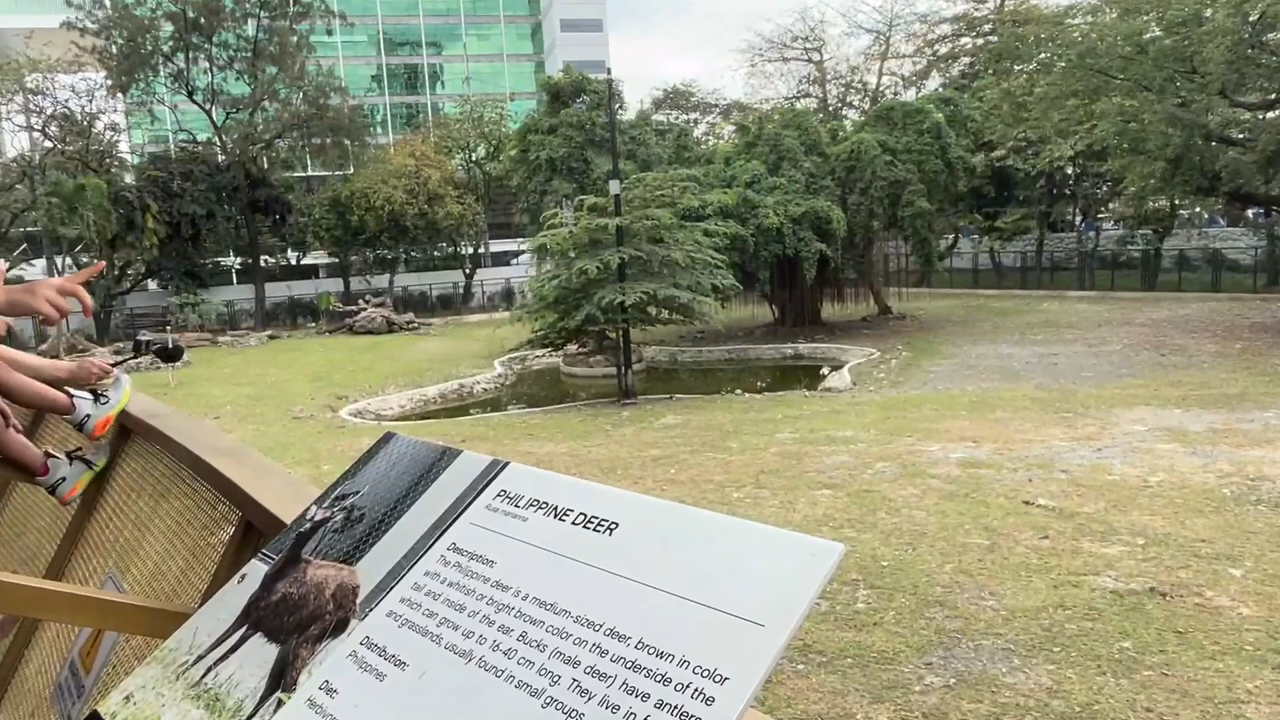 PHILIPPINE DEER
Rusa marianna
Description:
The Philippine deer is a medium-sized deer, brown in color
with a whitish or bright brown color on the underside of the
tail and inside of the ear. Bucks (male deer) have antlers
which can grow up to 16-40 cm long. They live in
and grasslands, usually found in small groups.
Distribution:
Philippines
Diet: